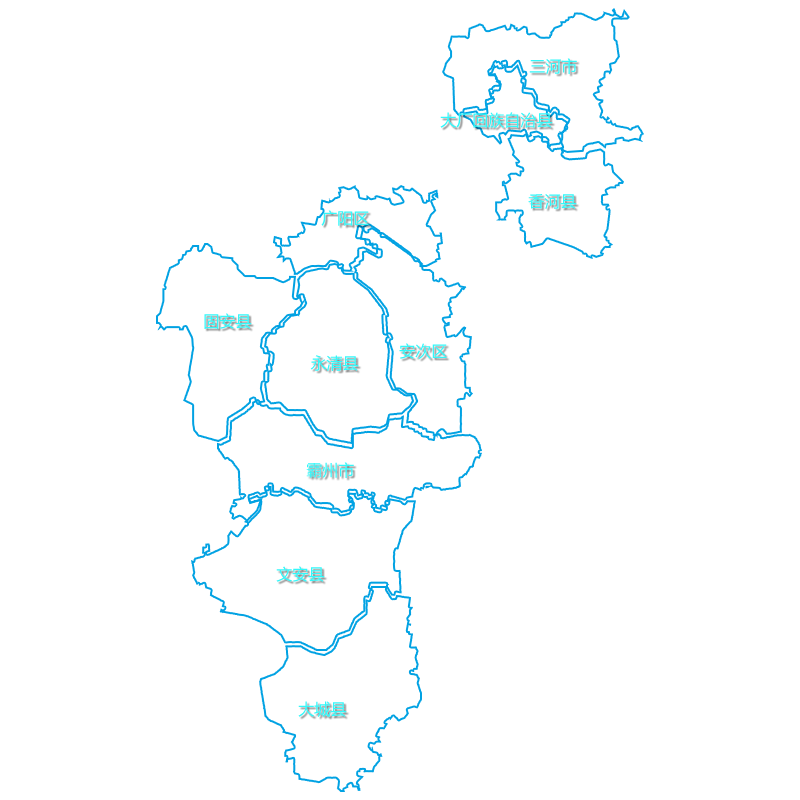 三河市
大厂回族自治县
香河县
广阳区
固安县
安次区
永清县
霸州市
文安县
大城县